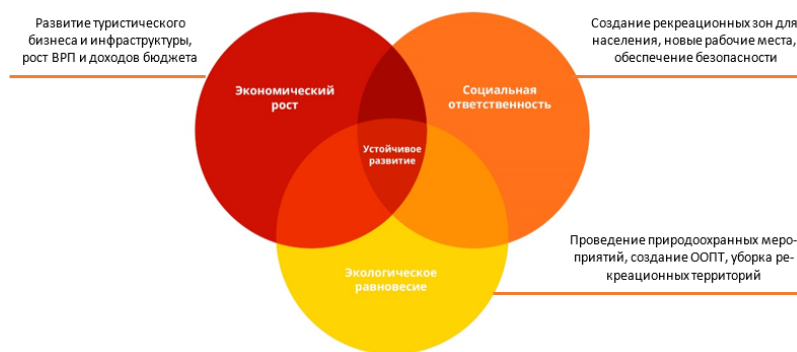 Развитие туристического
бизнеса и инфраструктуры,
рост ВРП и доходов бюджета
Создание рекреационных зон для
населения, новые рабочие места,
обеспечение безопасности
Экономический
рост
Социальная
ответственность
Устойчивое
развитие
Проведение природоохранных меро-
приятий, создание ООПТ, уборка ре-
креационных территорий
Экологическое
равновесие